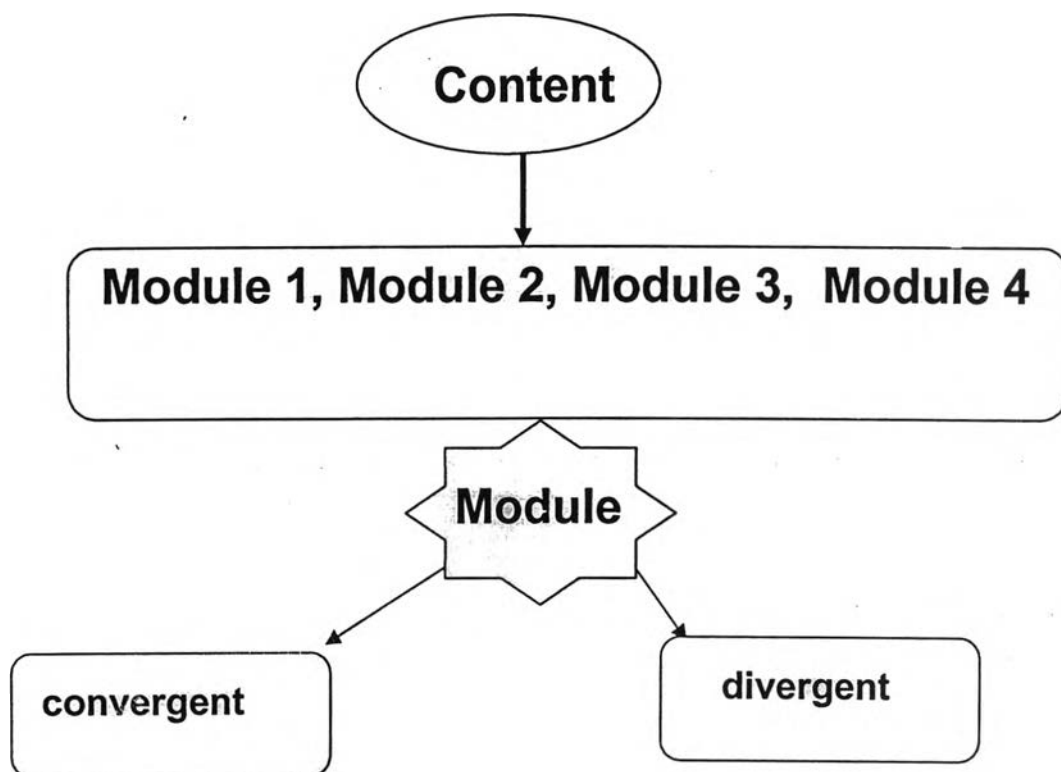 Content
Module 1, Module 2, Module 3, Module 4
Module
convergent
divergent